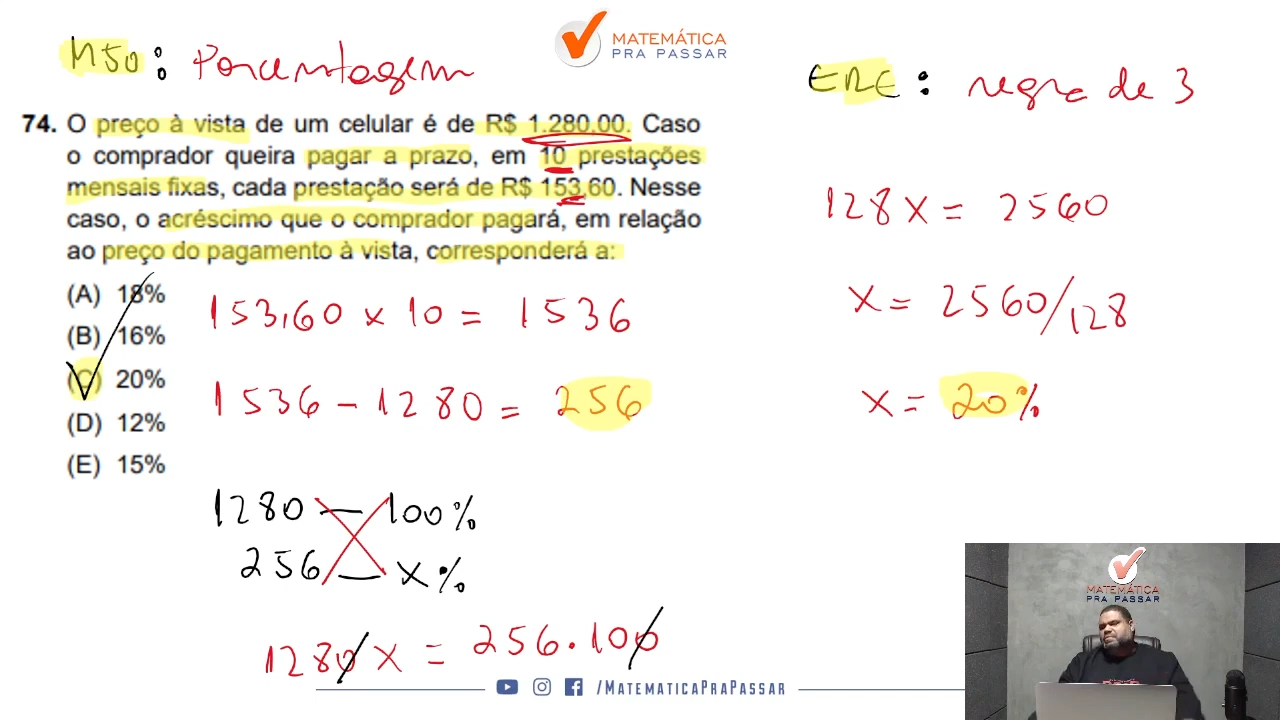 M50: Porcentagem
MATEMÁTICA
PRA PASSAR
ERE: regra de 3
74. O preço à vista de um celular é de R$ 1.280,00. Caso
o comprador queira pagar a prazo, em 10 prestações
mensais fixas, cada prestação será de R$ 153,60. Nesse
caso, o acréscimo que o comprador pagará, em relação
ao preço do pagamento à vista, corresponderá a:
(A) 18%
(B) 16%
(C) 20%
(D) 12%
(E) 15%
153,60 x 10 = 1536
1536 - 1280 = 256
1280 — 100%
256 — x%
1280 x = 256.100
128 x = 2560
x = 2560/128
x = 20%
MATEMÁTICA
PRA PASSAR
/MATEMATICAPRAPASSAR